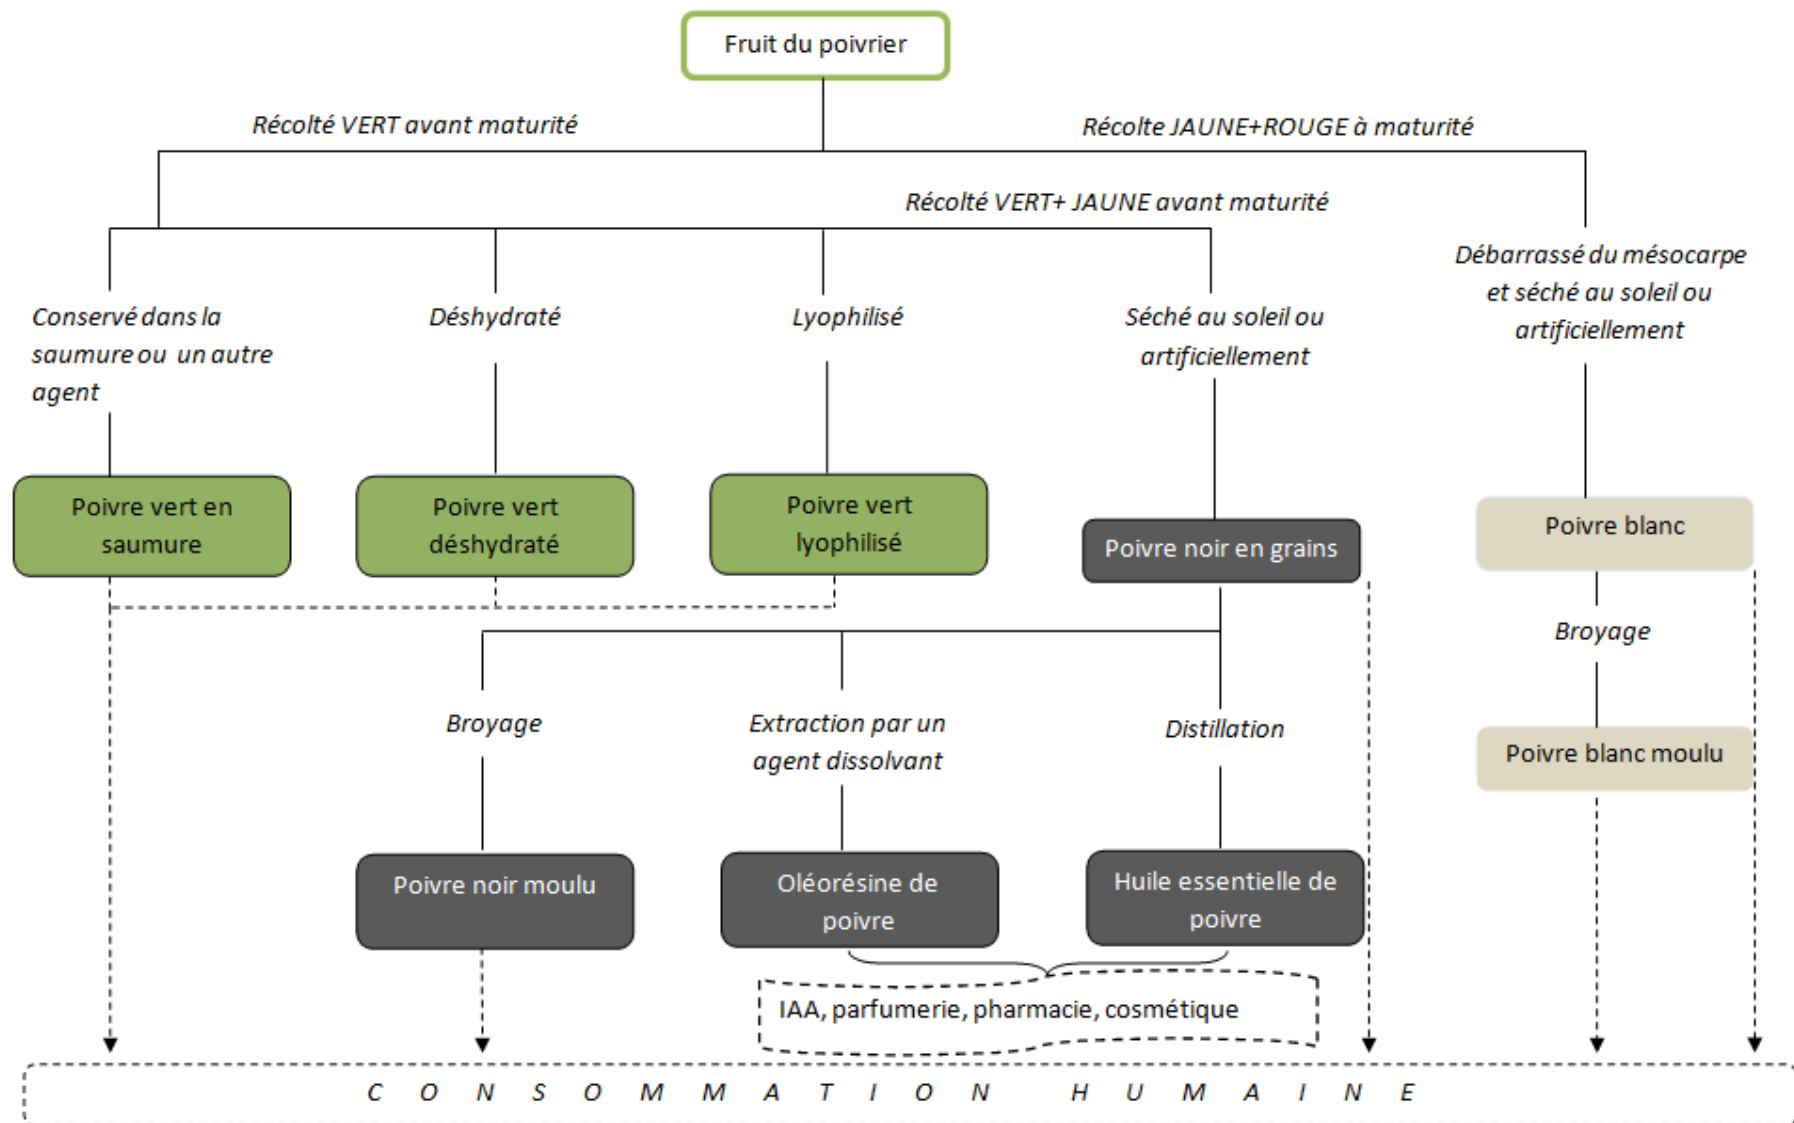 Fruit du poivrier
Récolté VERT avant maturité
Récolte JAUNE+ROUGE à maturité
Récolté VERT+ JAUNE avant maturité
Conservé dans la
saumure ou un autre
agent
Déshydraté
Lyophilisé
Séché au soleil ou
artificiellement
Débarrassé du mésocarpe
et séché au soleil ou
artificiellement
Poivre vert en
saumure
Poivre vert
déshydraté
Poivre vert
lyophilisé
Poivre noir en grains
Poivre blanc
Broyage
Extraction par un
agent dissolvant
Distillation
Broyage
Poivre blanc moulu
Poivre noir moulu
Oléorésine de
poivre
Huile essentielle de
poivre
IAA, parfumerie, pharmacie, cosmétique
C O N S O M M A T I O N H U M A I N E